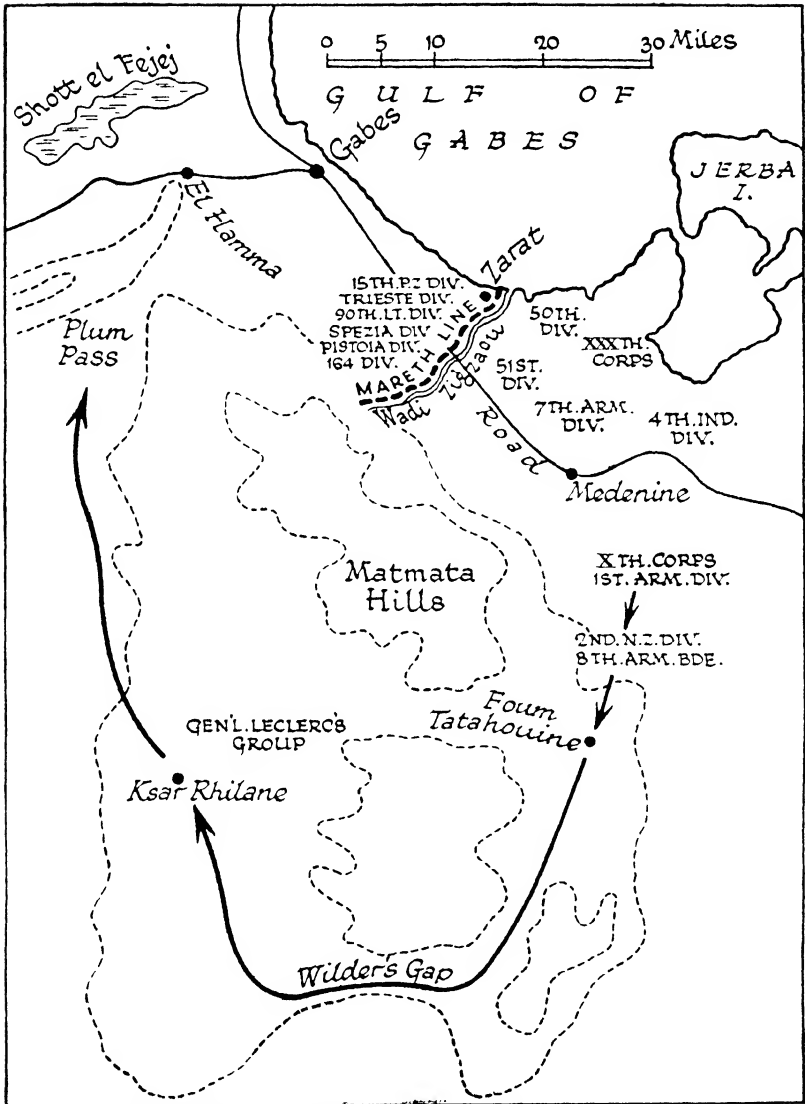 0 5 10 20 30 Miles
Shott el Fejej
GULF OF
GABES
Gabes
JERBA
I.
El Hamma
Zarat
15TH.PZ DIV.
TRIESTE DIV.
90TH.LT.DIV.
SPEZIA DIV
PISTOIA DIV.
164 DIV.
MARETH LINE
Wadi Zigzaou
50TH.
DIV.
XXXTH.
CORPS
51ST.
DIV.
7TH.ARM.
DIV.
4TH.IND.
DIV.
Road
Medenine
Plum
Pass
Matmata
Hills
XTH.CORPS
1ST.ARM.DIV.
2ND.N.Z.DIV.
8TH.ARM.BDE.
Foum
Tatahouine
GEN'L.LECLERC'S
GROUP
Ksar Rhilane
Wilder's Gap